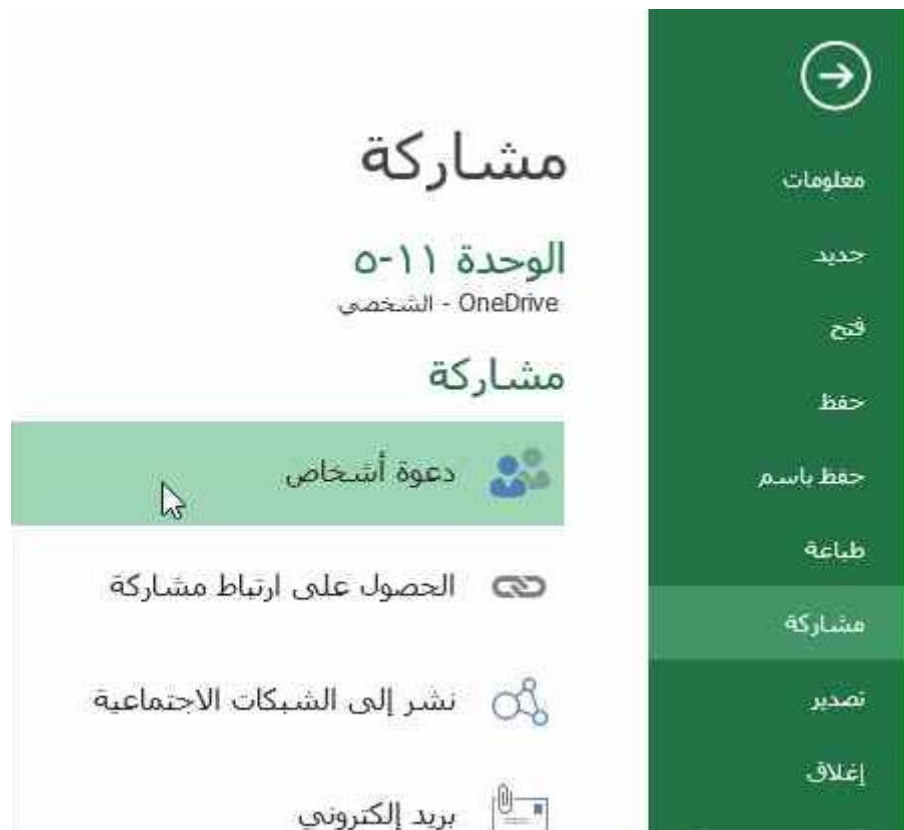 معلومات
جديد
فتح
حفظ
حفظ باسم
طباعة
مشاركة
تصدير
إغلاق
مشاركة
الوحدة ١١-٥
OneDrive - الشخصي
مشاركة
دعوة أشخاص
الحصول على ارتباط مشاركة
نشر إلى الشبكات الاجتماعية
بريد إلكتروني